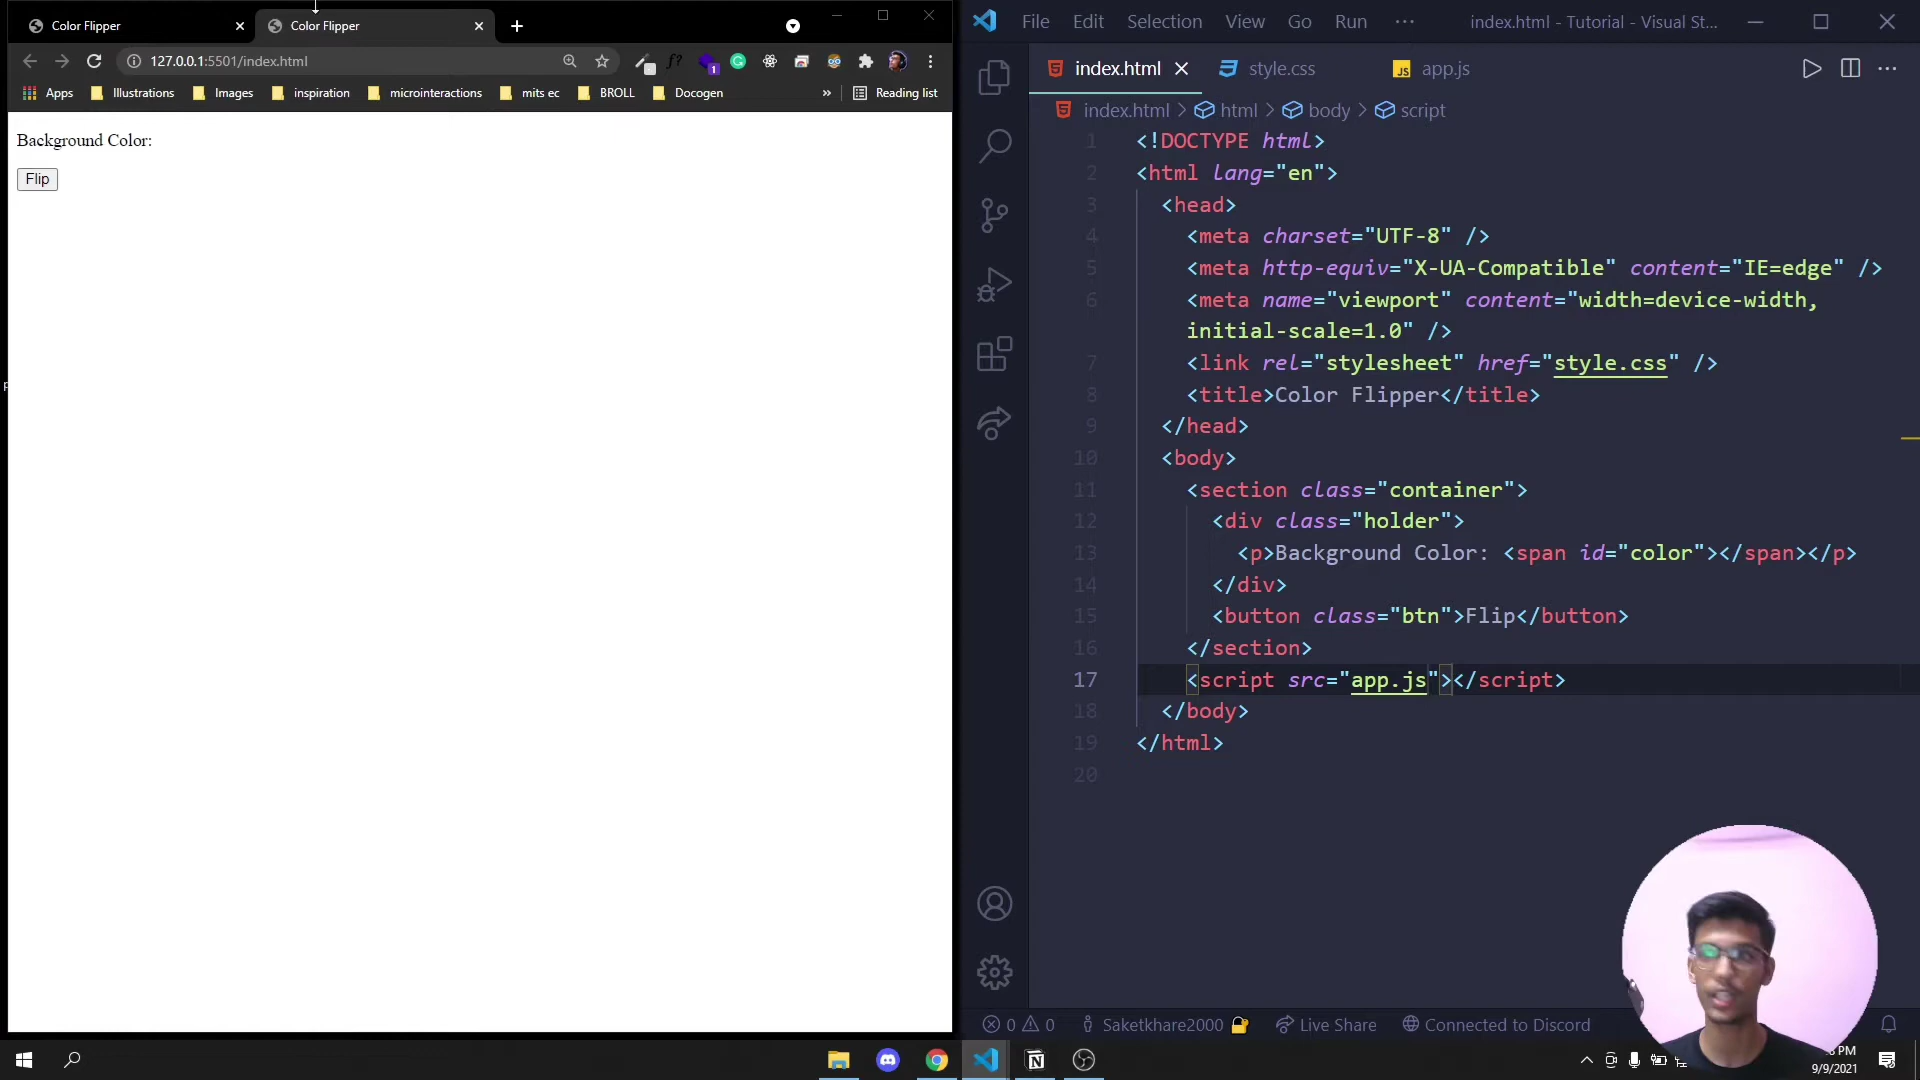 Color Flipper
Color Flipper
127.0.0.1:5501/index.html
f?
1
Apps
Illustrations
Images
inspiration
microinteractions
mits ec
BROLL
Docogen
»
Reading list
Background Color:
Flip
File Edit Selection View Go Run ···
index.html - Tutorial - Visual St...
index.html
style.css
JS app.js
index.html > html > body > script
1 <!DOCTYPE html>
2 <html lang="en">
3 <head>
4 <meta charset="UTF-8" />
5 <meta http-equiv="X-UA-Compatible" content="IE=edge" />
6 <meta name="viewport" content="width=device-width,
initial-scale=1.0" />
7 <link rel="stylesheet" href="style.css" />
8 <title>Color Flipper</title>
9 </head>
10 <body>
11 <section class="container">
12 <div class="holder">
13 <p>Background Color: <span id="color"></span></p>
14 </div>
15 <button class="btn">Flip</button>
16 </section>
17 <script src="app.js"></script>
18 </body>
19 </html>
20
0 0
Saketkhare2000
Live Share
Connected to Discord
PM
9/9/2021